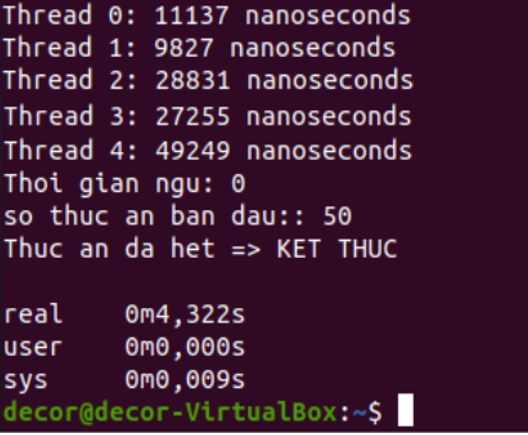 Thread 0: 11137 nanoseconds
Thread 1: 9827 nanoseconds
Thread 2: 28831 nanoseconds
Thread 3: 27255 nanoseconds
Thread 4: 49249 nanoseconds
Thoi gian ngu: 0
so thuc an ban dau:: 50
Thuc an da het => KET THUC
real 0m4,322s
user 0m0,000s
sys 0m0,009s
decor@decor-VirtualBox:~$